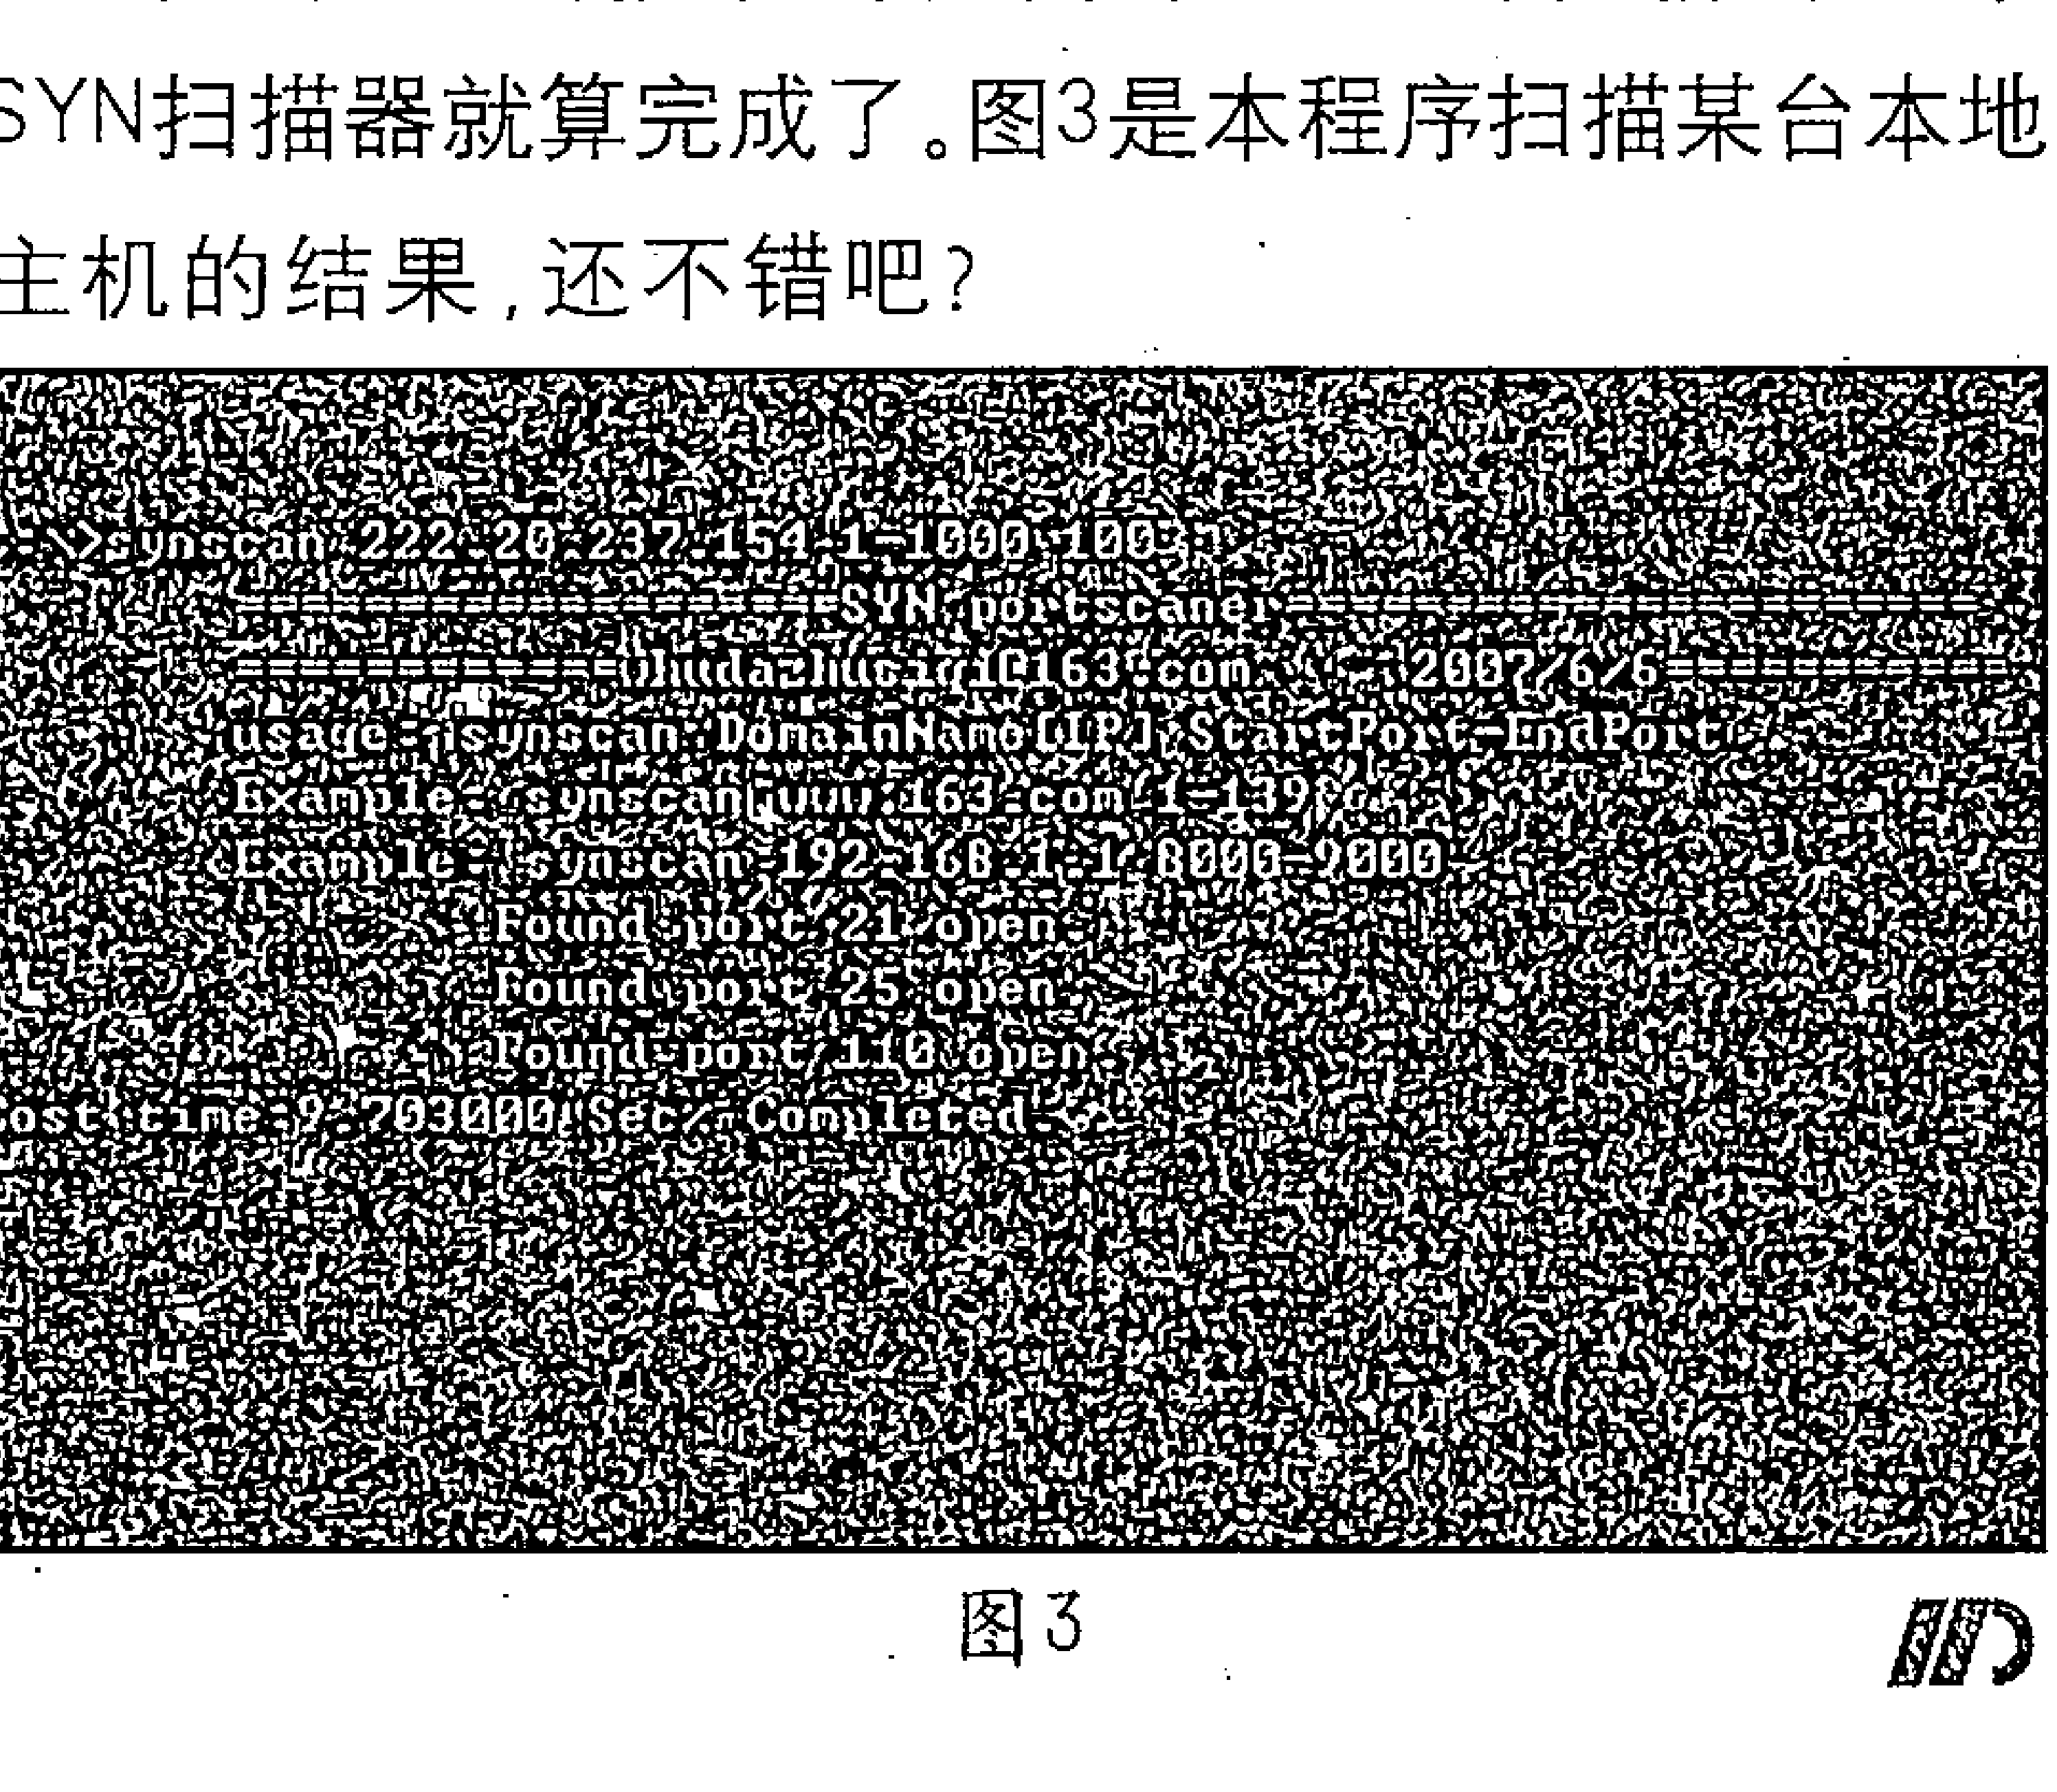 SYN扫描器就算完成了。图3是本程序扫描某台本地
主机的结果,还不错吧?
:\>synscan 222.20.237.154 1-1000 100
===================SYN portscaner======================
============ 2007/6/6===========
usage: synscan DomainName[IP] StartPort-EndPort
Example: synscan www.163.com 1-139
Example: synscan 192.168.1.1 8000-9000
Found port 21 open
Found port 25 open
Found port 110 open
ost time:9.703000 Sec. Completed.
图3